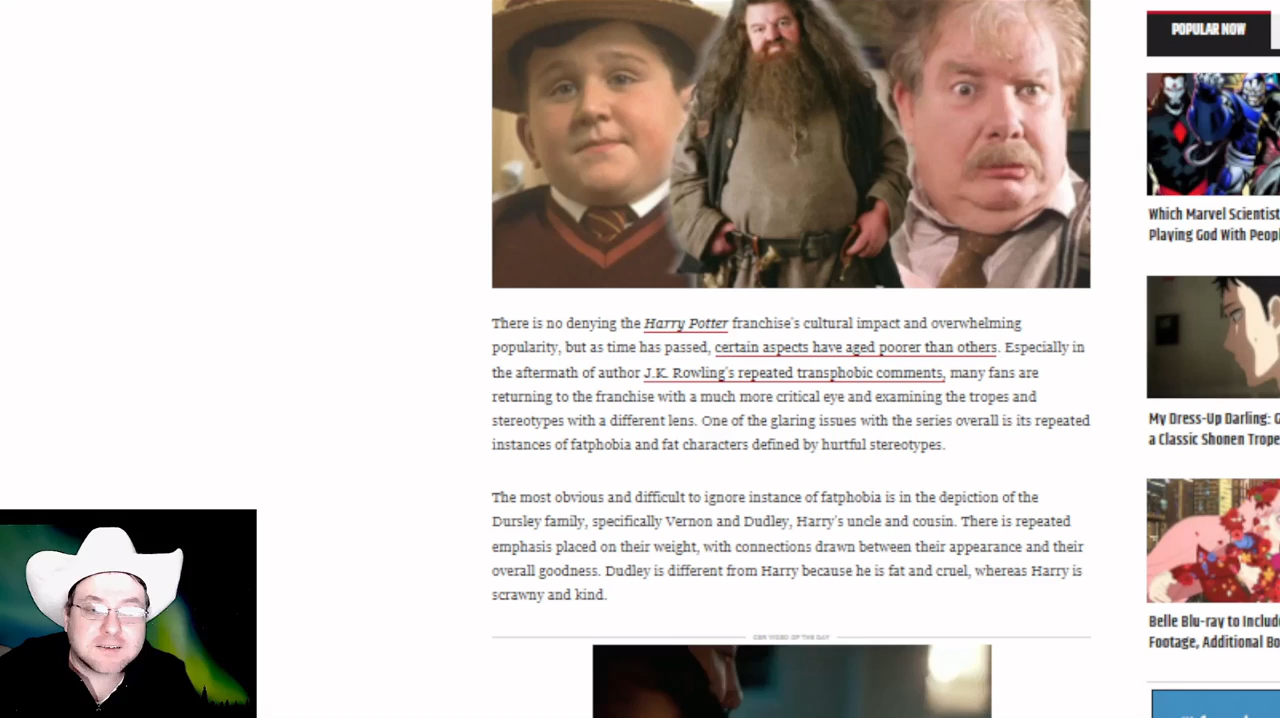 POPULAR NOW
Which Marvel Scientist
Playing God With Peopl
There is no denying the Harry Potter franchise's cultural impact and overwhelming
popularity, but as time has passed, certain aspects have aged poorer than others. Especially in
the aftermath of author J.K. Rowling's repeated transphobic comments, many fans are
returning to the franchise with a much more critical eye and examining the tropes and
stereotypes with a different lens. One of the glaring issues with the series overall is its repeated
instances of fatphobia and fat characters defined by hurtful stereotypes.
My Dress-Up Darling: G
a Classic Shonen Trope
The most obvious and difficult to ignore instance of fatphobia is in the depiction of the
Dursley family, specifically Vernon and Dudley, Harry's uncle and cousin. There is repeated
emphasis placed on their weight, with connections drawn between their appearance and their
overall goodness. Dudley is different from Harry because he is fat and cruel, whereas Harry is
scrawny and kind.
Belle Blu-ray to Include
Footage, Additional Bo
CBR VIDEO OF THE DAY